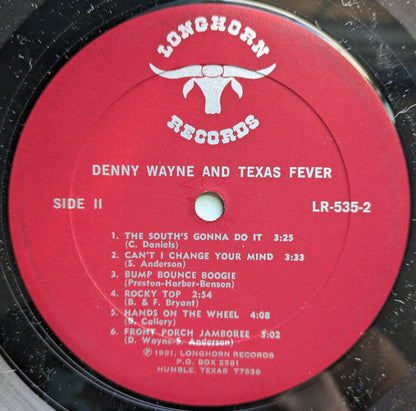 LONGHORN
RECORDS
DENNY WAYNE AND TEXAS FEVER
SIDE II LR-535-2
1. THE SOUTH'S GONNA DO IT 3:25
(C. Daniels)
2. CAN'T I CHANGE YOUR MIND 3:33
(S. Anderson)
3. BUMP BOUNCE BOOGIE
(Preston-Harber-Benson)
4. ROCKY TOP 2:54
(B. & F. Bryant)
5. HANDS ON THE WHEEL 4:08
(B. Callery)
6. FRONT PORCH JAMBOREE 3:02
(D. Wayne-S. Anderson)
Ⓟ 1981, LONGHORN RECORDS
P.O. BOX 2501
HUMBLE, TEXAS 77338